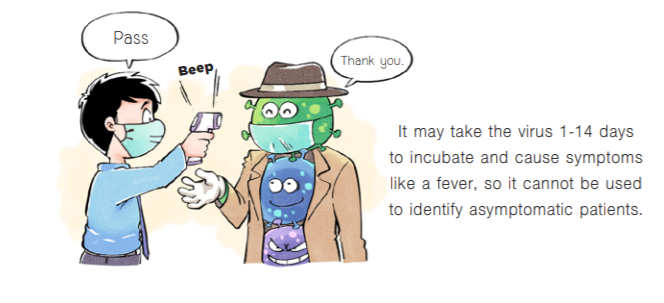 Pass
Beep
Thank you.
It may take the virus 1-14 days
to incubate and cause symptoms
like a fever, so it cannot be used
to identify asymptomatic patients.